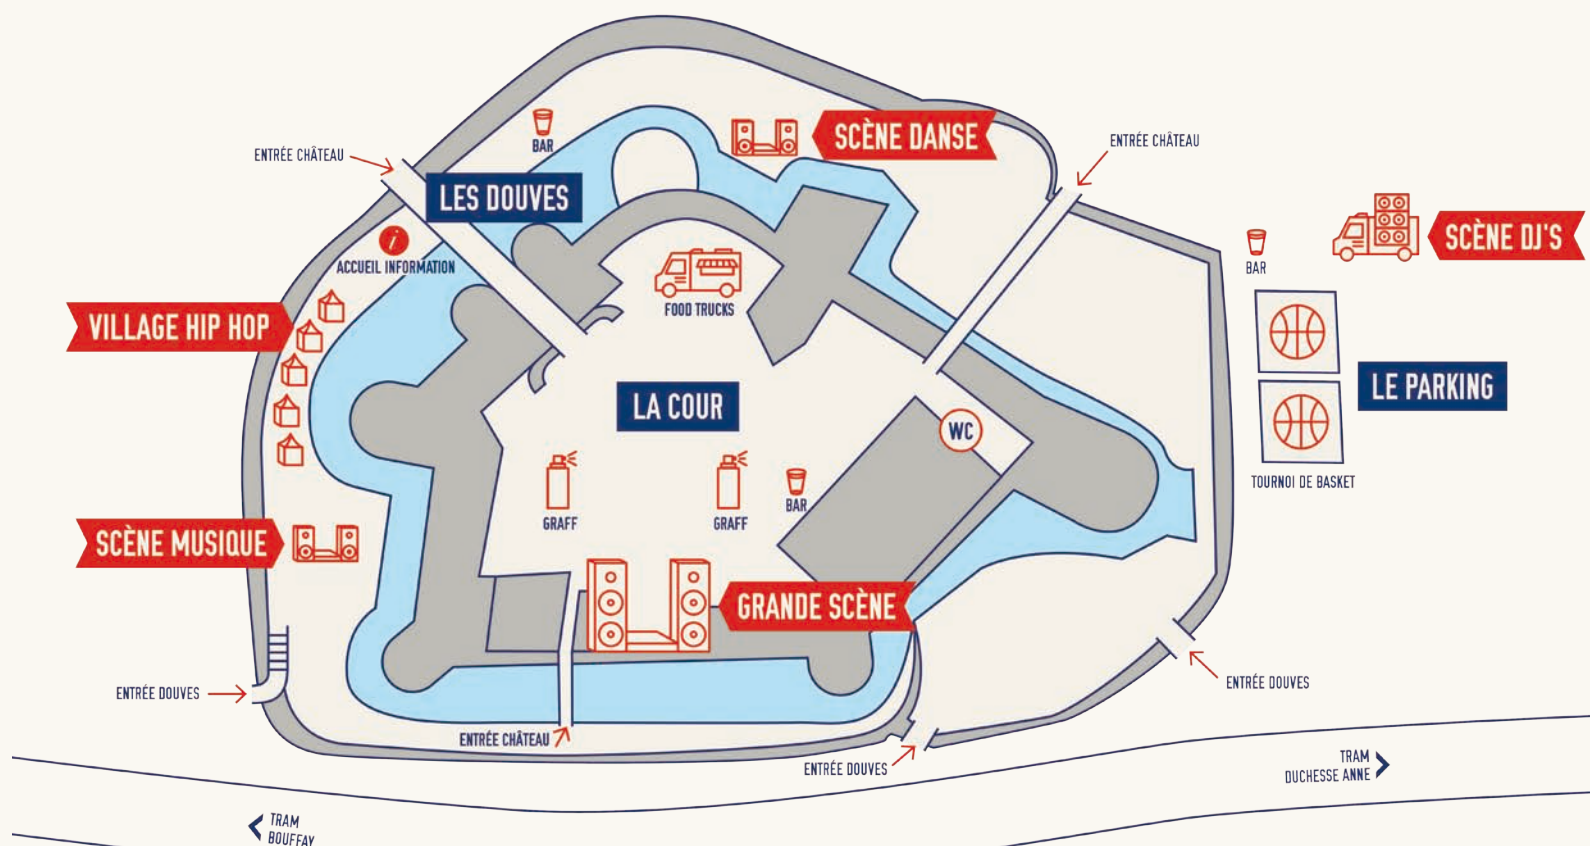 BAR
SCÈNE DANSE
ENTRÉE CHÂTEAU
ENTRÉE CHÂTEAU
LES DOUVES
SCÈNE DJ'S
BAR
i
ACCUEIL INFORMATION
FOOD TRUCKS
VILLAGE HIP HOP
LA COUR
LE PARKING
WC
TOURNOI DE BASKET
GRAFF
GRAFF
BAR
SCÈNE MUSIQUE
GRANDE SCÈNE
ENTRÉE DOUVES
ENTRÉE DOUVES
ENTRÉE CHÂTEAU
ENTRÉE DOUVES
TRAM
DUCHESSE ANNE
TRAM
BOUFFAY